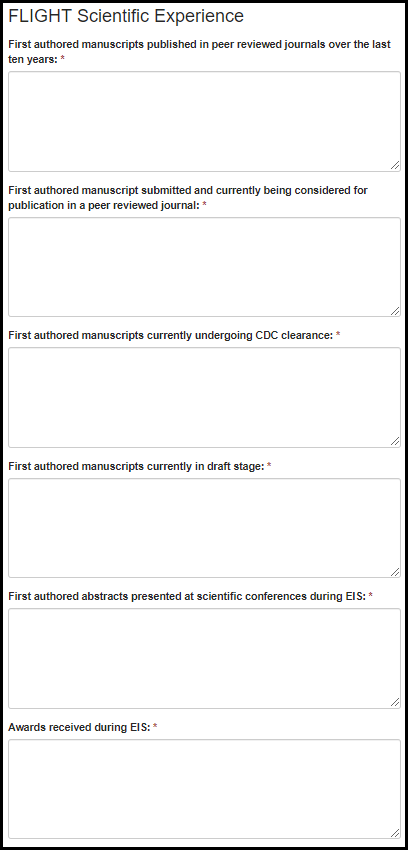 FLIGHT Scientific Experience
First authored manuscripts published in peer reviewed journals over the last
ten years: *
First authored manuscript submitted and currently being considered for
publication in a peer reviewed journal: *
First authored manuscripts currently undergoing CDC clearance: *
First authored manuscripts currently in draft stage: *
First authored abstracts presented at scientific conferences during EIS: *
Awards received during EIS: *